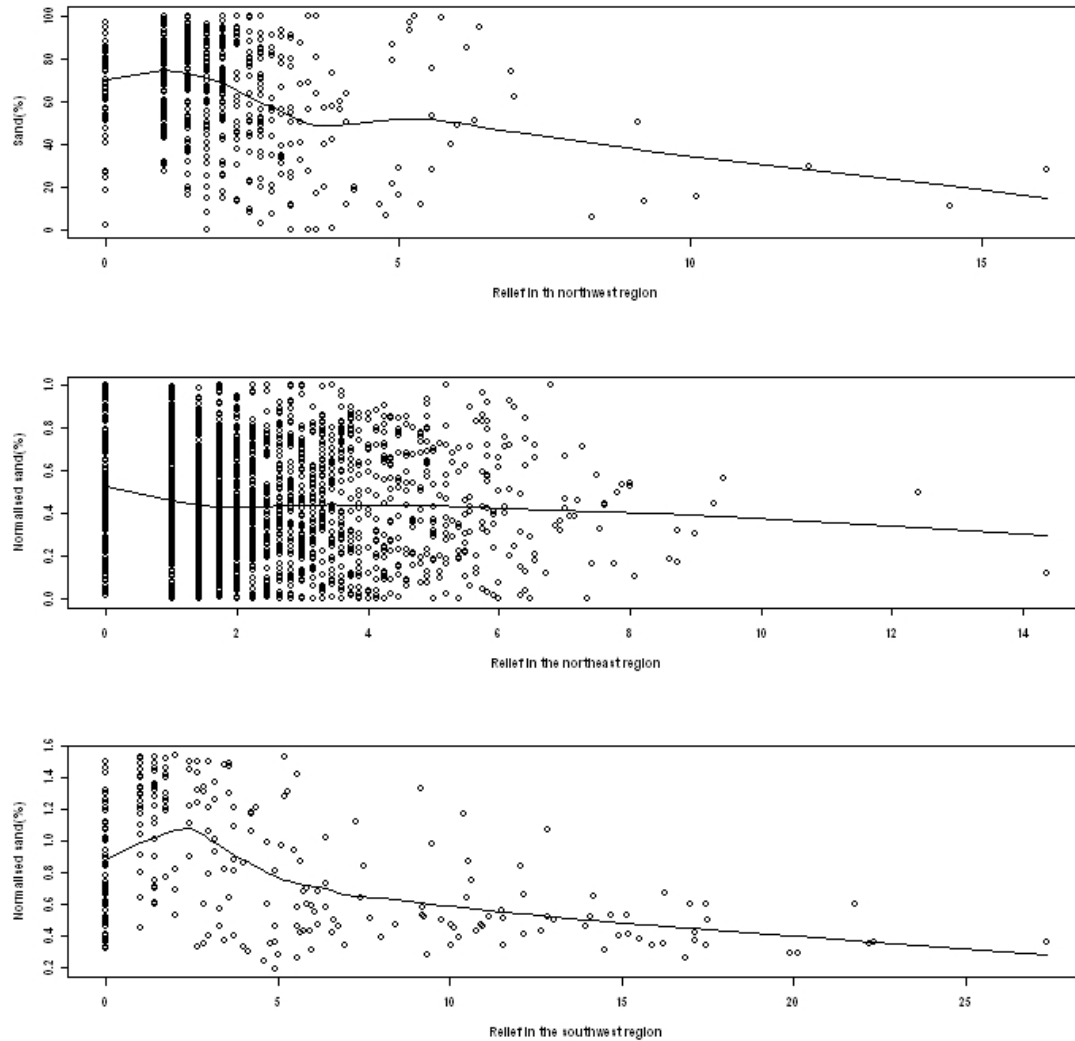 100
80
60
40
20
0
Sand(%)
0 5 10 15
Relief in th northwest region
1.0
0.8
0.6
0.4
0.2
0.0
Normalised sand(%)
0 2 4 6 8 10 12 14
Relief in the northeast region
1.6
1.4
1.2
1.0
0.8
0.6
0.4
0.2
Normalised sand(%)
0 5 10 15 20 25
Relief in the southwest region